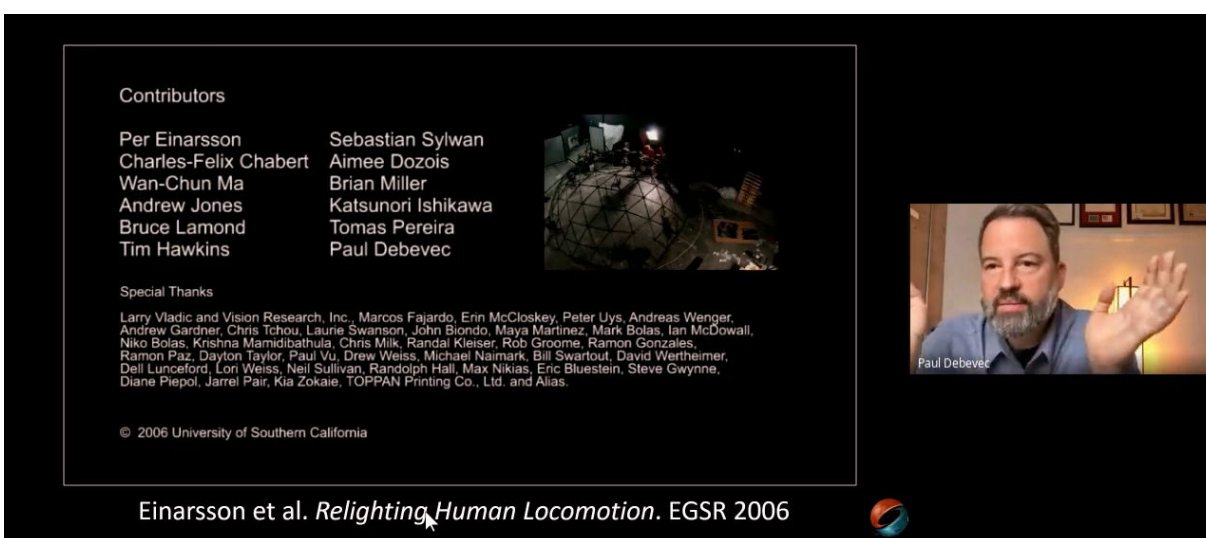 Contributors
Per Einarsson
Charles-Felix Chabert
Wan-Chun Ma
Andrew Jones
Bruce Lamond
Tim Hawkins
Sebastian Sylwan
Aimee Dozois
Brian Miller
Katsunori Ishikawa
Tomas Pereira
Paul Debevec
Special Thanks
Larry Vladic and Vision Research, Inc., Marcos Fajardo, Erin McCloskey, Peter Uys, Andreas Wenger,
Andrew Gardner, Chris Tchou, Laurie Swanson, John Biondo, Maya Martinez, Mark Bolas, Ian McDowall,
Niko Bolas, Krishna Mamidibathula, Chris Milk, Randal Kleiser, Rob Groome, Ramon Gonzales,
Ramon Paz, Dayton Taylor, Paul Vu, Drew Weiss, Michael Naimark, Bill Swartout, David Wertheimer,
Dell Lunceford, Lori Weiss, Neil Sullivan, Randolph Hall, Max Nikias, Eric Bluestein, Steve Gwynne,
Diane Piepol, Jarrel Pair, Kia Zokaie, TOPPAN Printing Co., Ltd. and Alias.
© 2006 University of Southern California
Einarsson et al. Relighting Human Locomotion. EGSR 2006
Paul Debevec